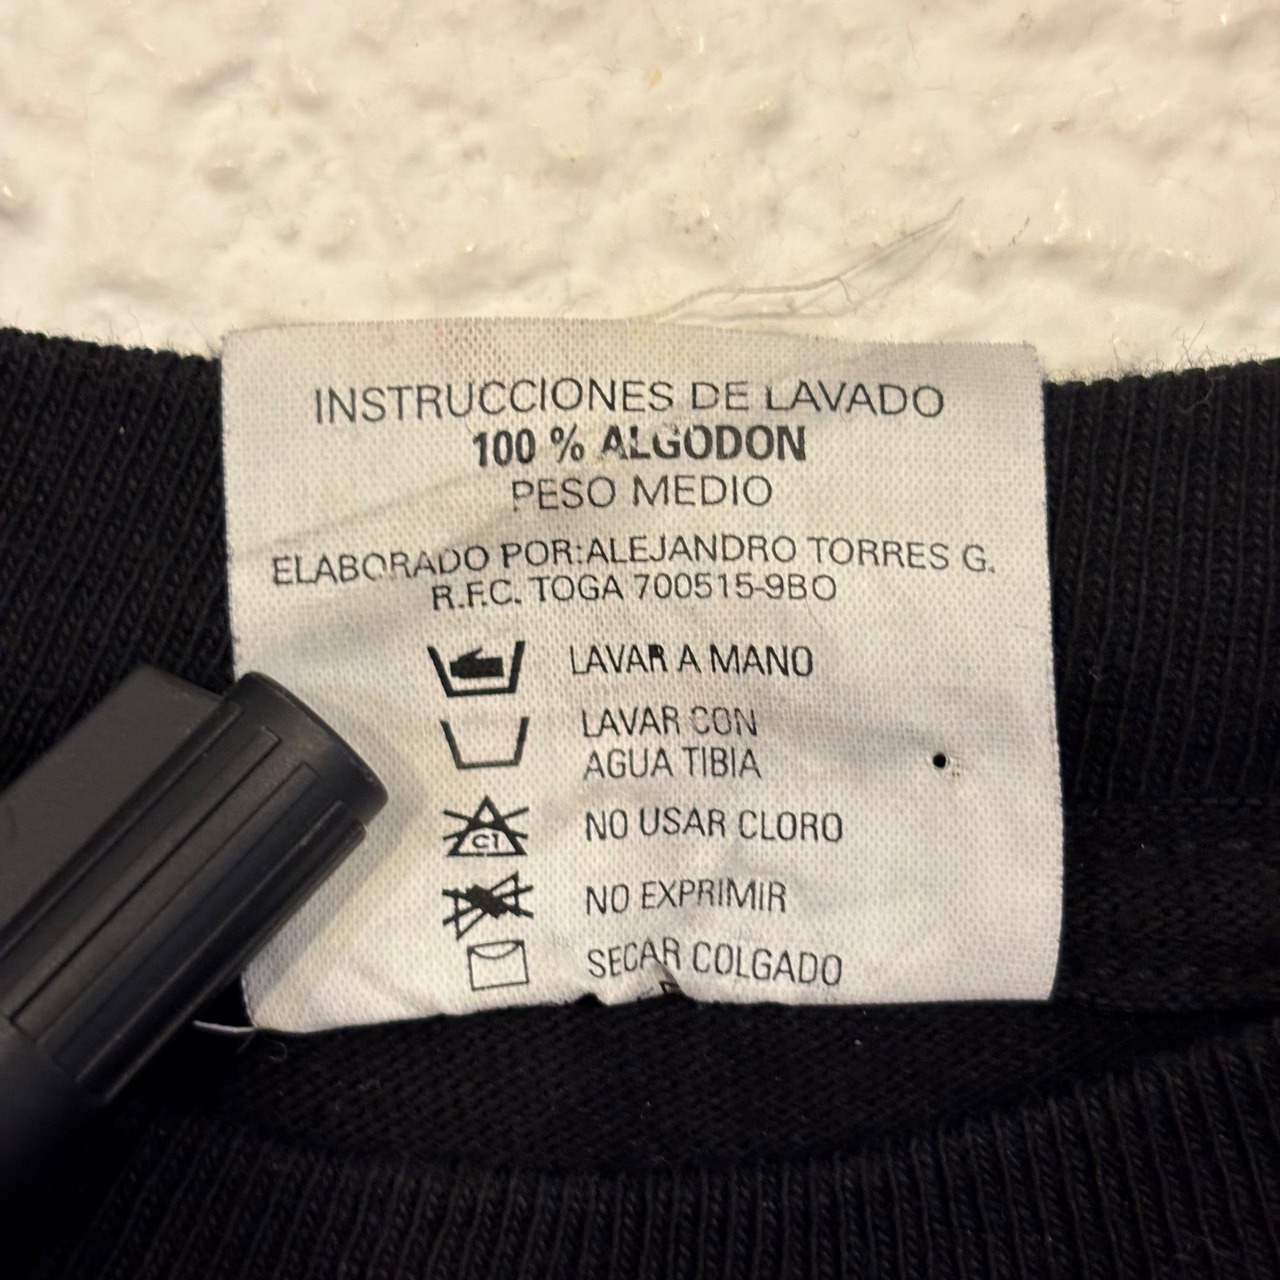 INSTRUCCIONES DE LAVADO
100 % ALGODON
PESO MEDIO
ELABORADO POR:ALEJANDRO TORRES G.
R.F.C. TOGA 700515-9BO
LAVAR A MANO
LAVAR CON
AGUA TIBIA
Cl NO USAR CLORO
NO EXPRIMIR
SECAR COLGADO